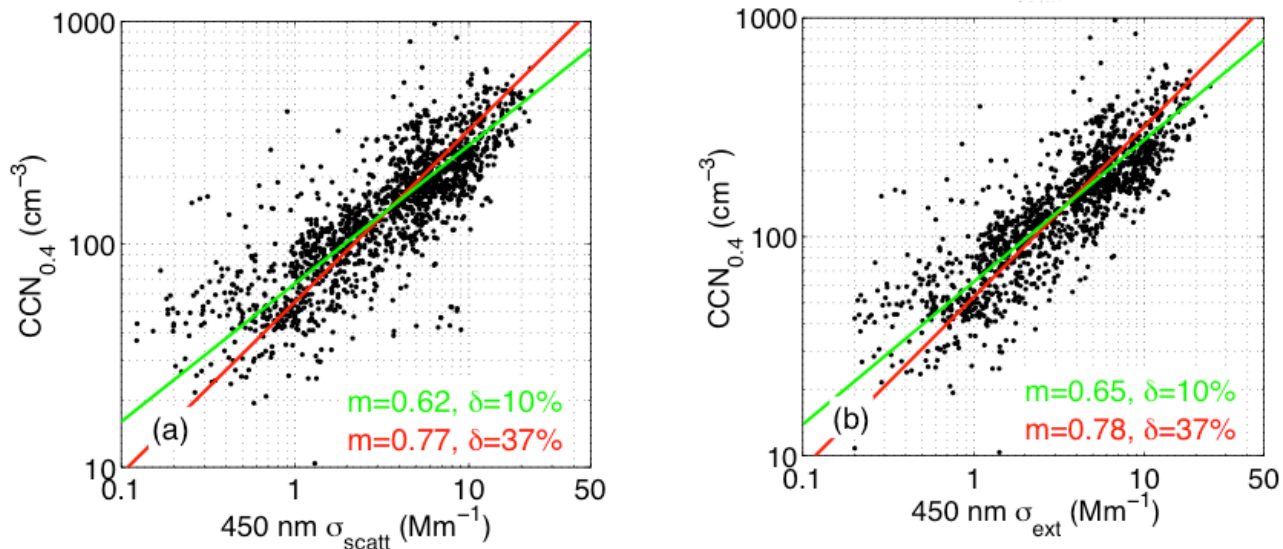 1000
100
10
CCN0.4 (cm−3)
m=0.62, δ=10%
m=0.77, δ=37%
(a)
0.1 1 10 50
450 nm σscatt (Mm−1)
1000
100
10
CCN0.4 (cm−3)
m=0.65, δ=10%
m=0.78, δ=37%
(b)
0.1 1 10 50
450 nm σext (Mm−1)